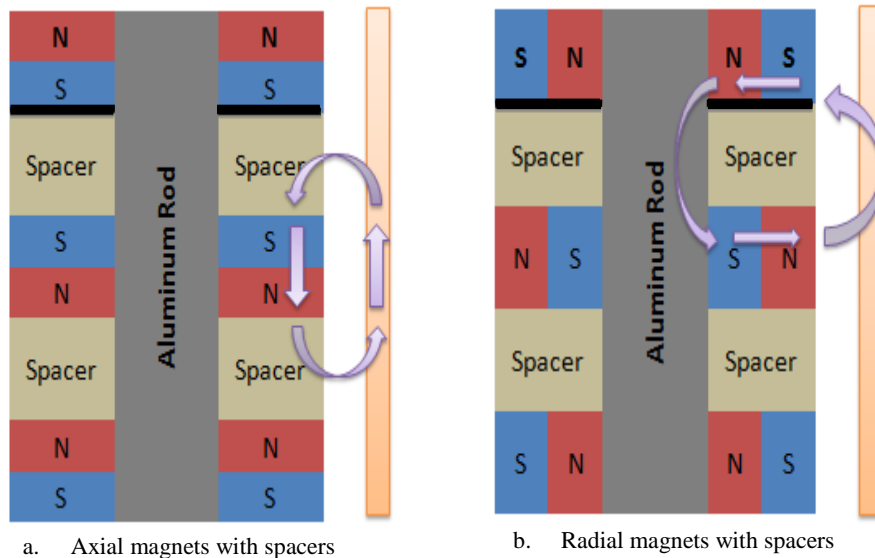 N N
S S
Spacer Spacer
S S
N N
Spacer Spacer
N N
S S
Aluminum Rod
a. Axial magnets with spacers
S N N S
Spacer Spacer
N S S N
Spacer Spacer
S N N S
Aluminum Rod
b. Radial magnets with spacers